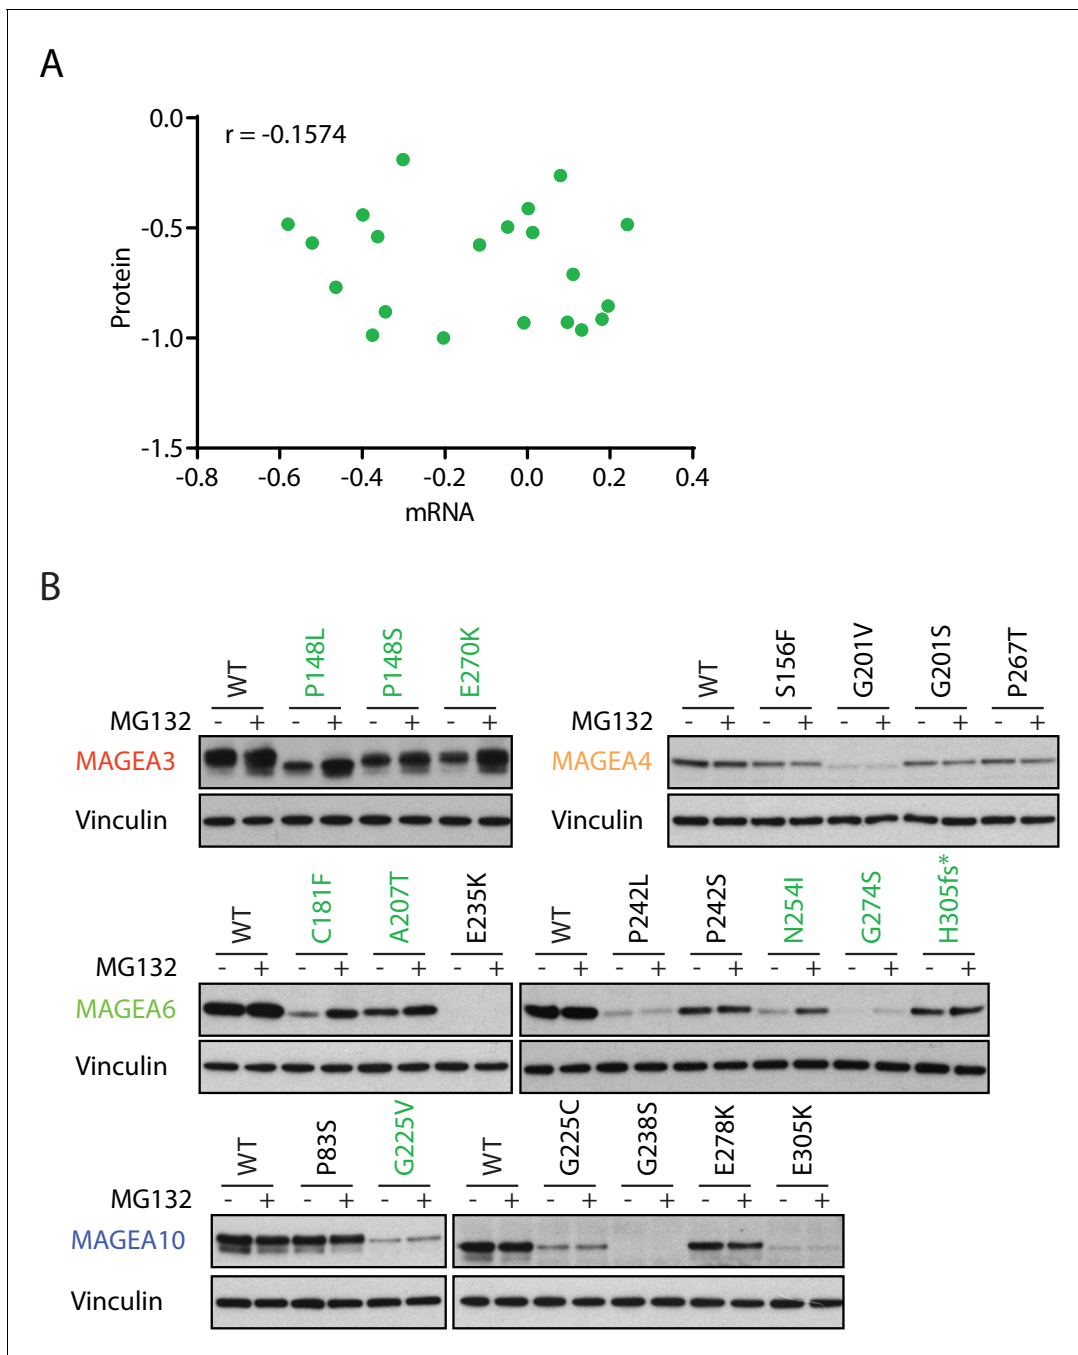 A
0.0
r = -0.1574
-0.5
Protein
-1.0
-1.5
-0.8 -0.6 -0.4 -0.2 0.0 0.2 0.4
mRNA
B
WT P148L P148S E270K
MG132 - + - + - + - +
MAGEA3
Vinculin
WT S156F G201V G201S P267T
MG132 - + - + - + - + - +
MAGEA4
Vinculin
WT C181F A207T E235K WT P242L P242S N254I G274S H305fs*
MG132 - + - + - + - + - + - + - + - + - + - +
MAGEA6
Vinculin
WT P83S G225V WT G225C G238S E278K E305K
MG132 - + - + - + - + - + - + - + - +
MAGEA10
Vinculin